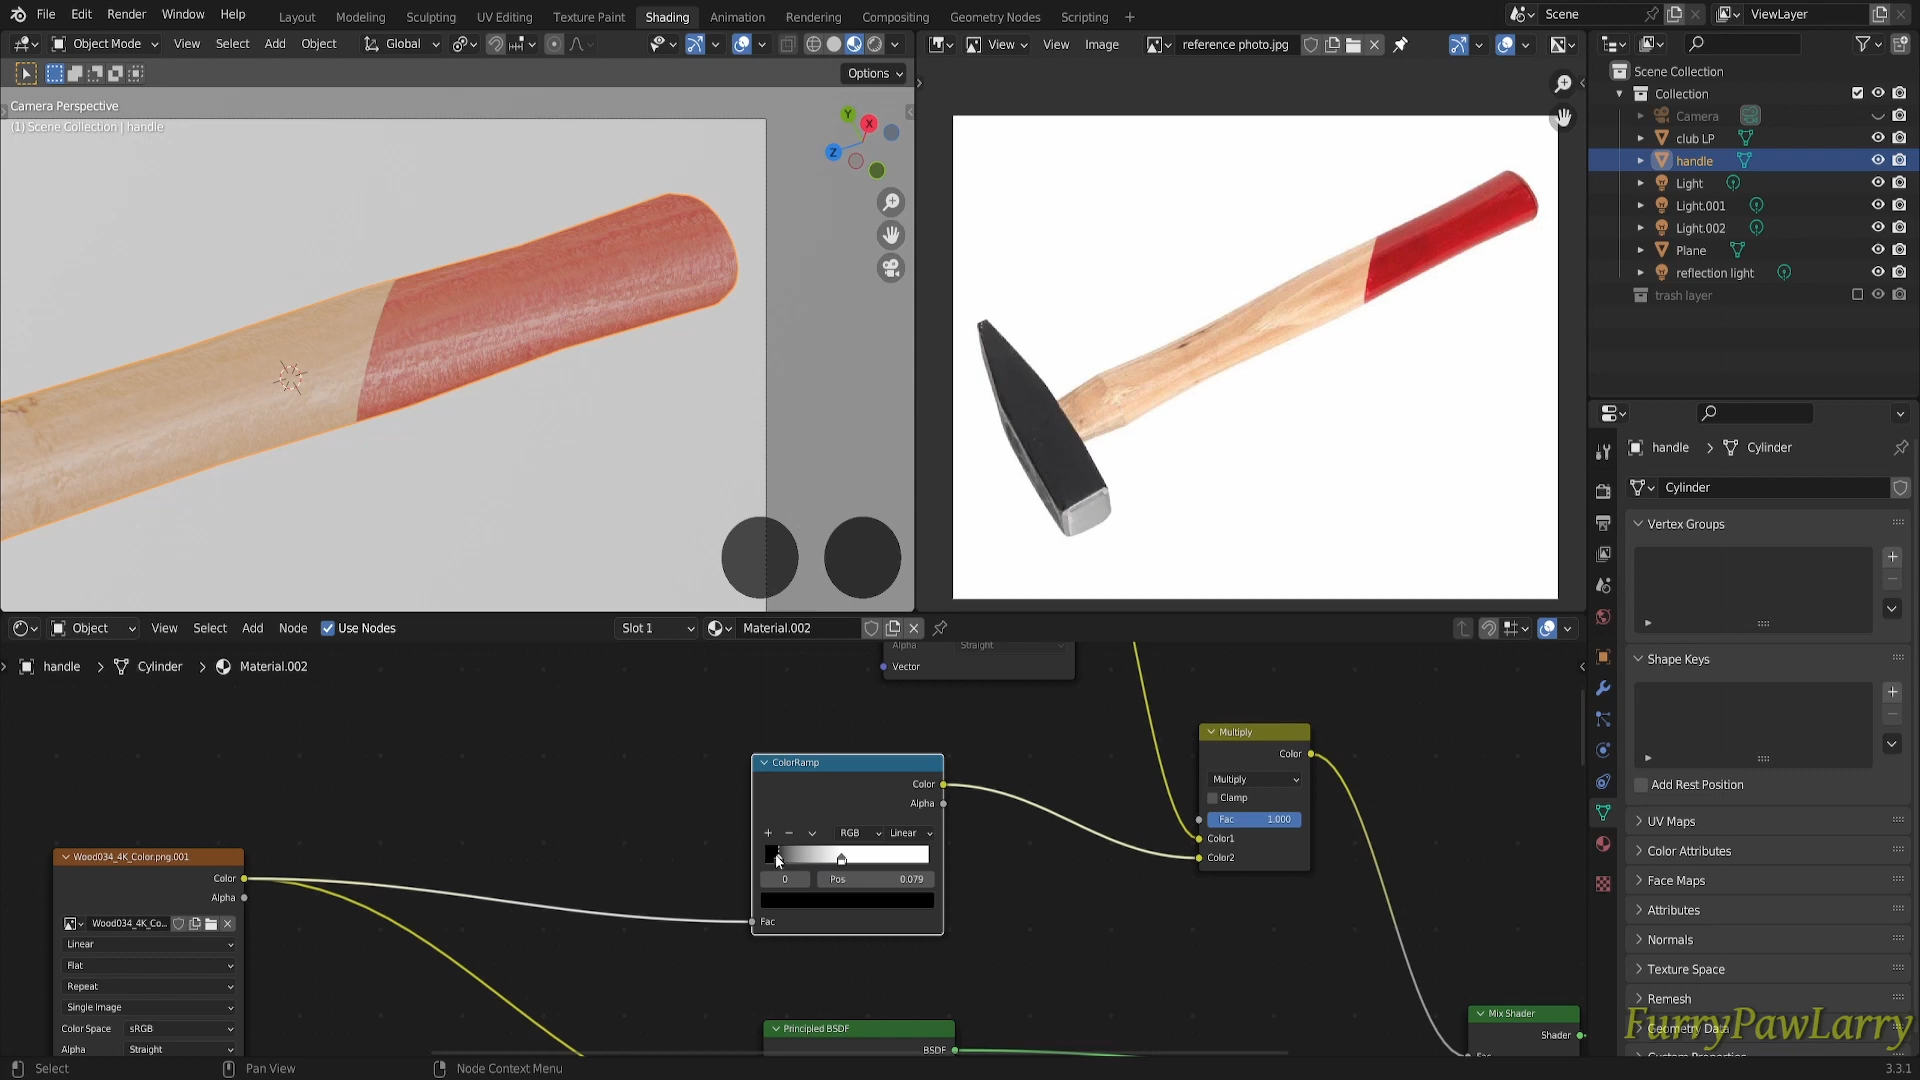 File Edit Render Window Help Layout Modeling Sculpting UV Editing Texture Paint Shading Animation Rendering Compositing Geometry Nodes Scripting + Scene ViewLayer
Object Mode View Select Add Object Global View View Image reference photo.jpg
Options
Camera Perspective
(1) Scene Collection | handle
Y
X
Z
Scene Collection
Collection
Camera
club LP
handle
Light
Light.001
Light.002
Plane
reflection light
trash layer
handle > Cylinder
Cylinder
Vertex Groups
Shape Keys
Add Rest Position
UV Maps
Color Attributes
Face Maps
Attributes
Normals
Texture Space
Remesh
Geometry Data
Custom Properties
Object View Select Add Node Use Nodes Slot 1 Material.002
handle > Cylinder > Material.002
Alpha Straight
Vector
ColorRamp
Color
Alpha
RGB Linear
0 Pos 0.079
Fac
Multiply
Color
Multiply
Clamp
Fac 1.000
Color1
Color2
Wood034_4K_Color.png.001
Color
Alpha
Wood034_4K_Co...
Linear
Flat
Repeat
Single Image
Color Space sRGB
Alpha Straight
Principled BSDF
BSDF
Mix Shader
Shader
Fac
FurryPawLarry
Select Pan View Node Context Menu 3.3.1